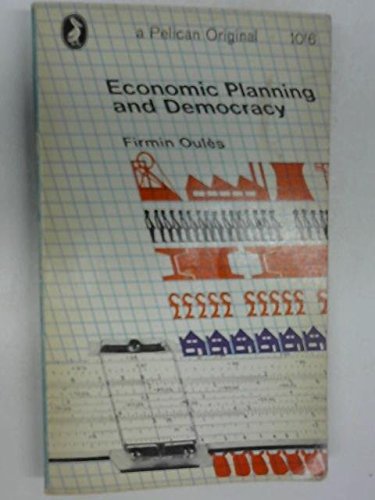 a Pelican Original 10'6
Economic Planning
and Democracy
Firmin Oulès